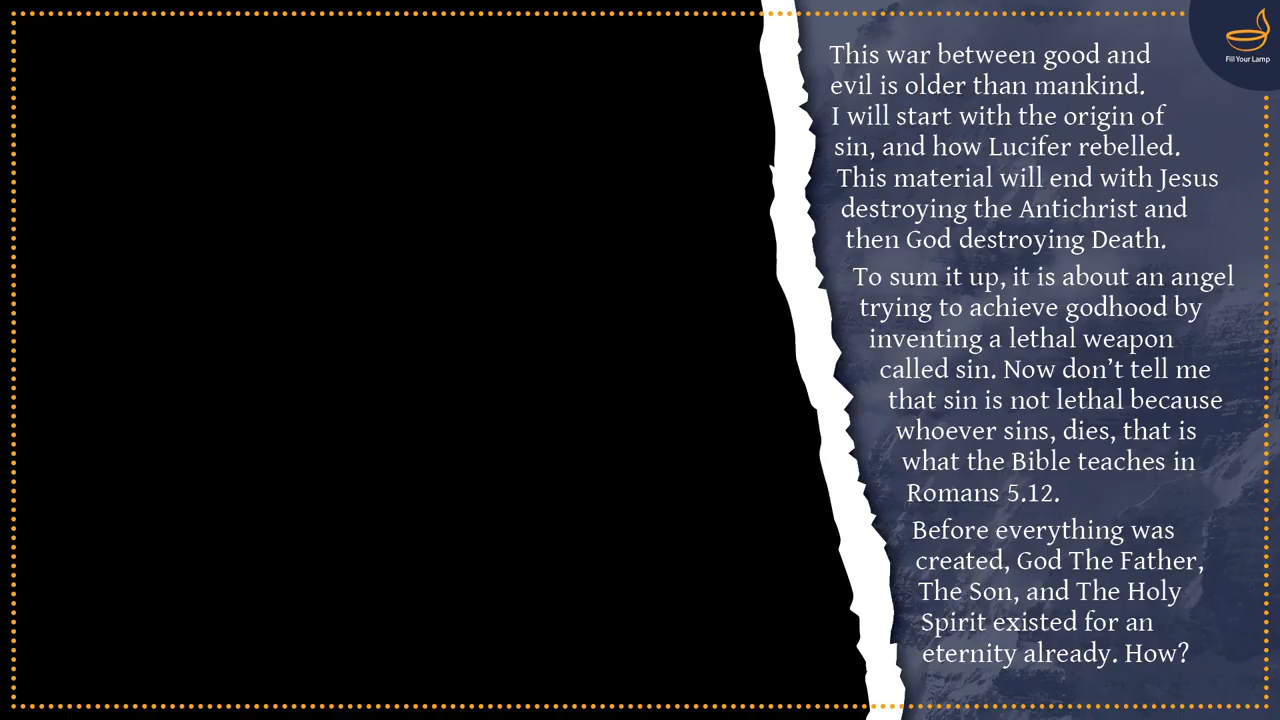 Fill Your Lamp
This war between good and
evil is older than mankind.
I will start with the origin of
sin, and how Lucifer rebelled.
This material will end with Jesus
destroying the Antichrist and
then God destroying Death.
To sum it up, it is about an angel
trying to achieve godhood by
inventing a lethal weapon
called sin. Now don’t tell me
that sin is not lethal because
whoever sins, dies, that is
what the Bible teaches in
Romans 5.12.
Before everything was
created, God The Father,
The Son, and The Holy
Spirit existed for an
eternity already. How?